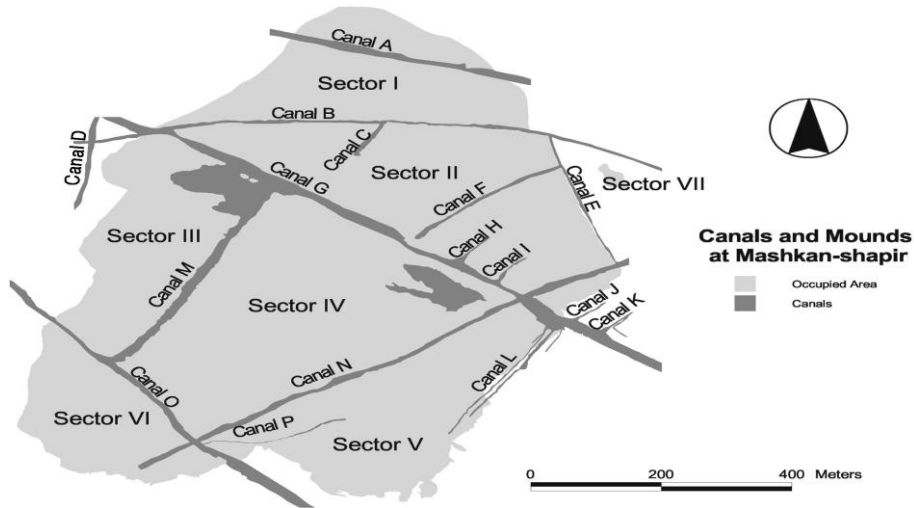 Canal A
Sector I
Canal B
Canal C
Canal D
Sector II
Canal G
Canal F
Canal E
Sector VII
Sector III
Canal H
Canal I
Canal M
Sector IV
Canal J
Canal K
Canal L
Canal N
Canal O
Sector VI
Canal P
Sector V
Canals and Mounds
at Mashkan-shapir
Occupied Area
Canals
0 200 400 Meters